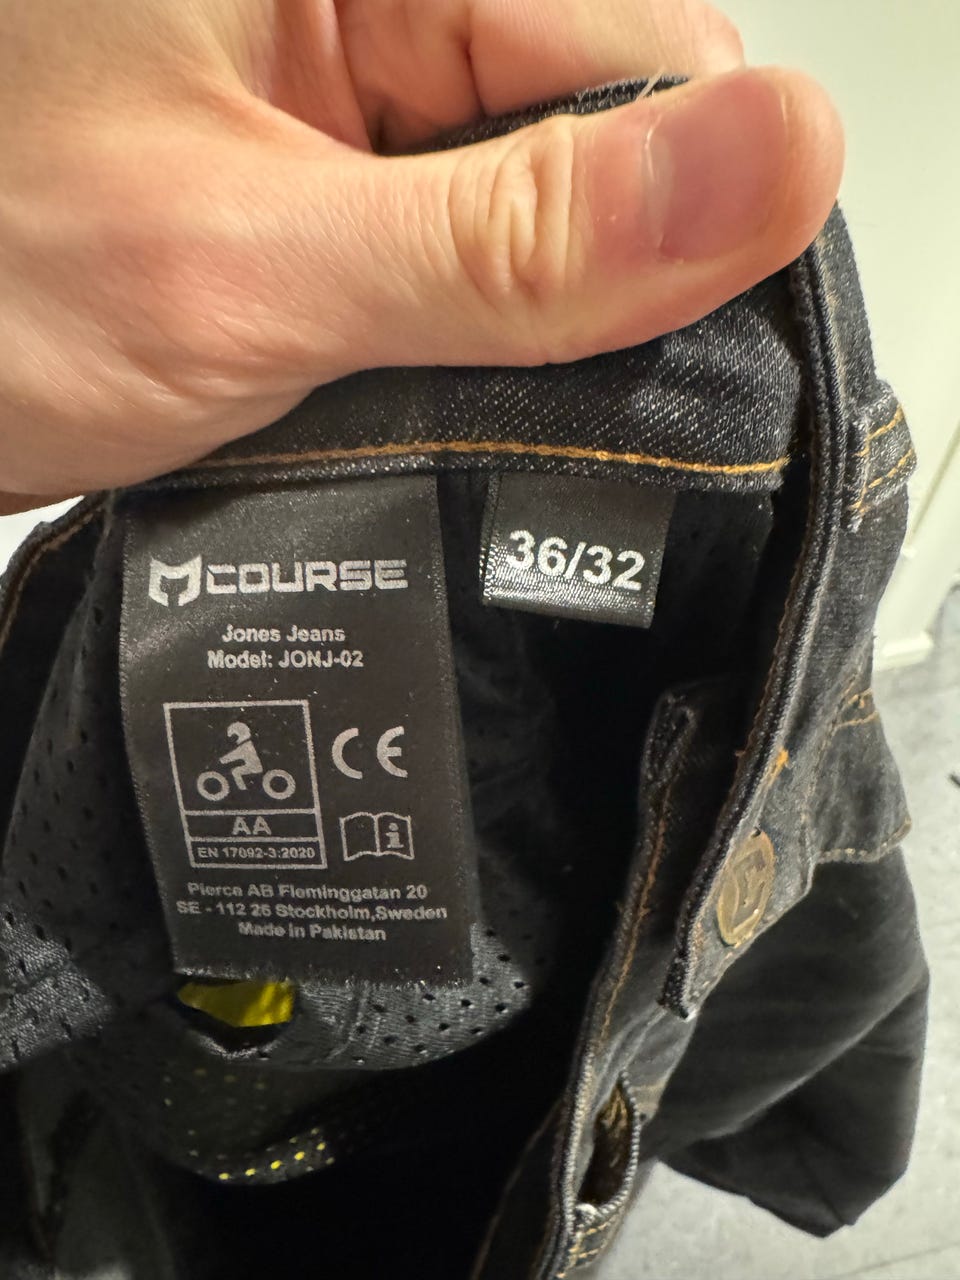 COURSE
Jones Jeans
Model: JONJ-02
CE
AA
EN 17092-3:2020
i
Pierce AB Fleminggatan 20
SE - 112 26 Stockholm,Sweden
Made in Pakistan
36/32